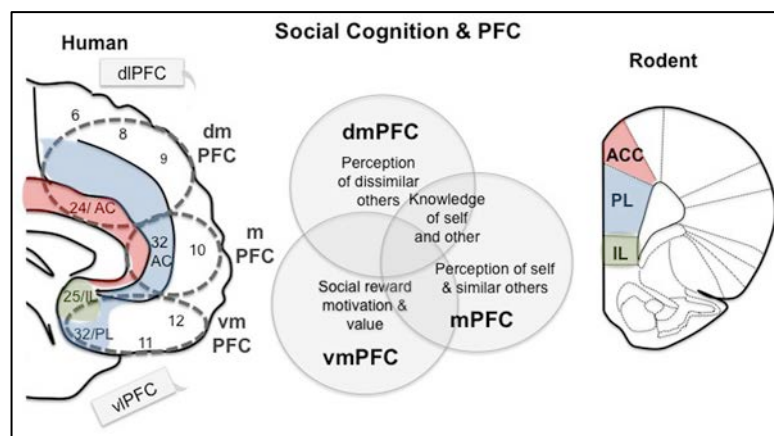 Social Cognition & PFC
Human
dlPFC
6
8
9
dm
PFC
24/ AC
32
AC
10
m
PFC
25/IL
32/PL
12
11
vm
PFC
vlPFC
dmPFC
Perception
of dissimilar
others
Knowledge
of self
and other
Social reward
motivation &
value
vmPFC
Perception of self
& similar others
mPFC
Rodent
ACC
PL
IL